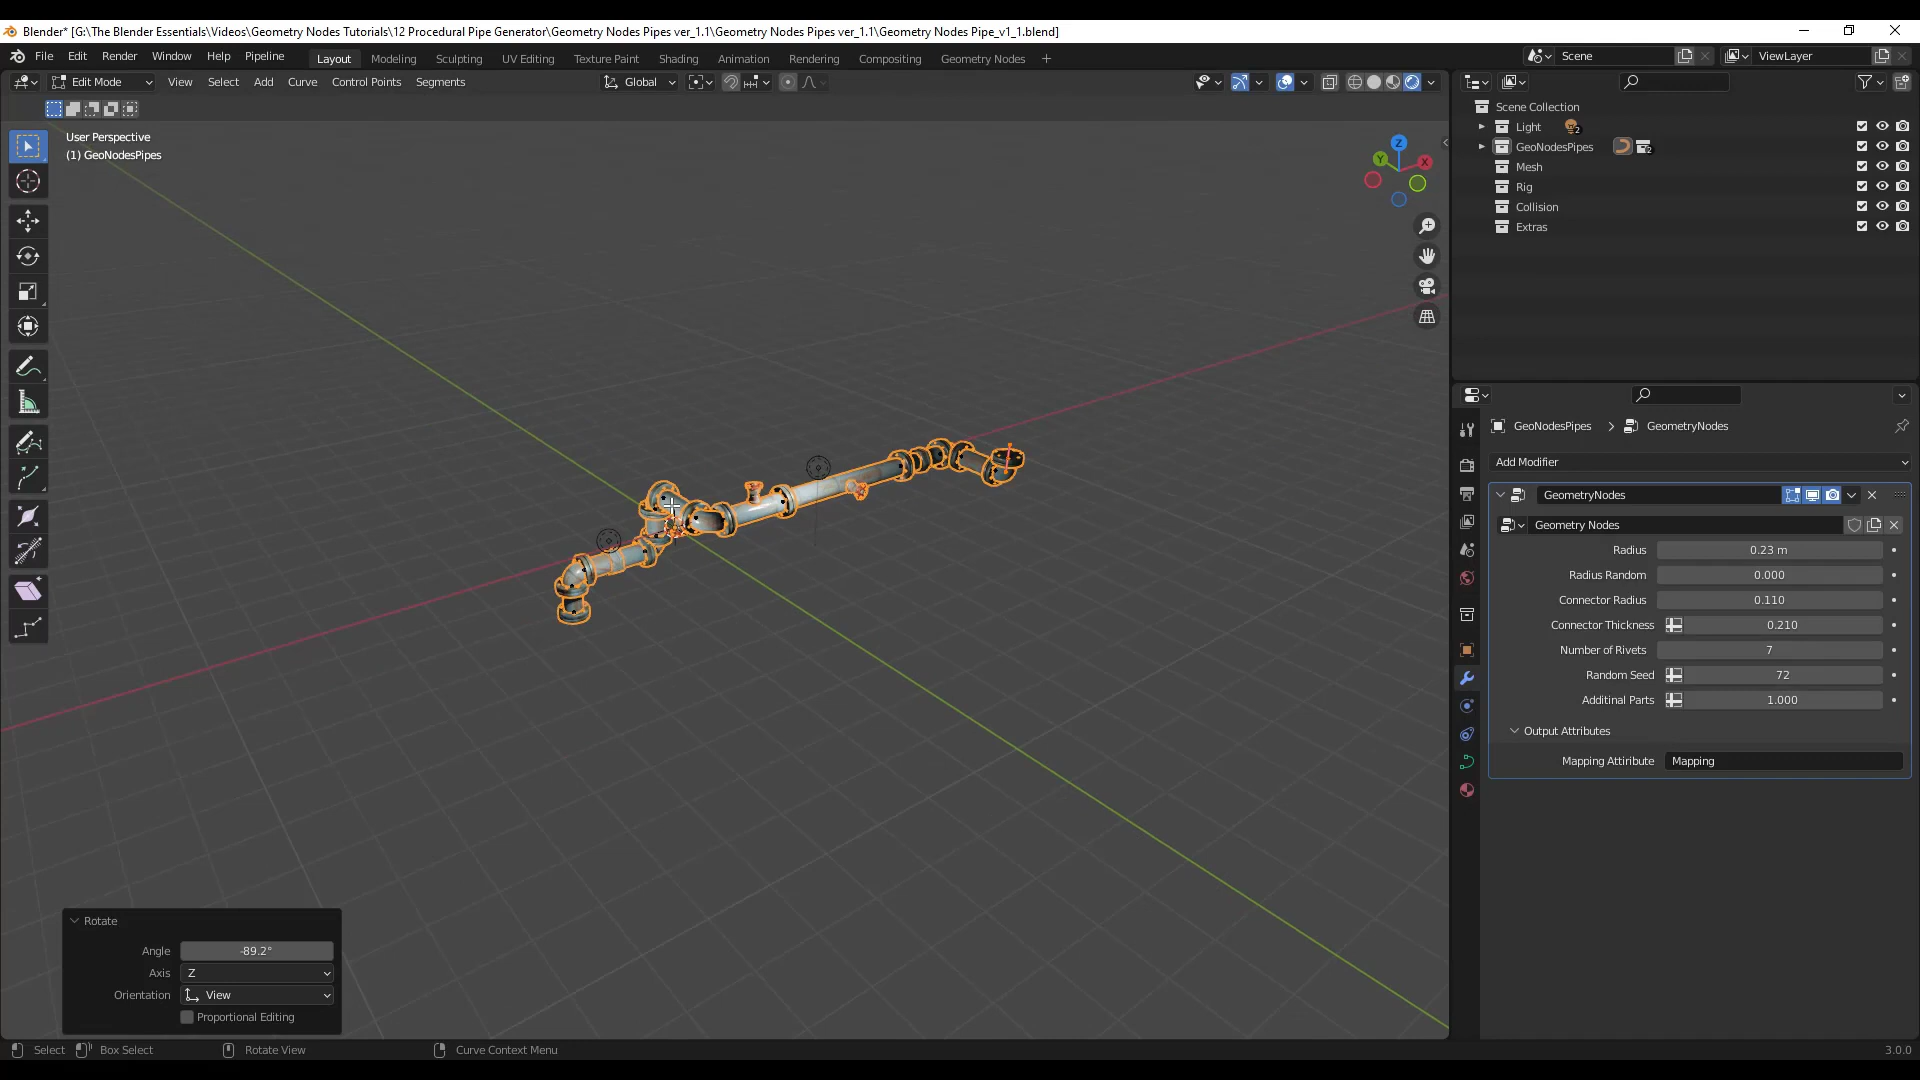 Blender* [G:\The Blender Essentials\Videos\Geometry Nodes Tutorials\12 Procedural Pipe Generator\Geometry Nodes Pipes ver_1.1\Geometry Nodes Pipes ver_1.1\Geometry Nodes Pipe_v1_1.blend]
File Edit Render Window Help Pipeline Layout Modeling Sculpting UV Editing Texture Paint Shading Animation Rendering Compositing Geometry Nodes + Scene ViewLayer
Edit Mode View Select Add Curve Control Points Segments Global
User Perspective
(1) GeoNodesPipes
Z
Y
X
Scene Collection
Light 2
GeoNodesPipes 2
Mesh
Rig
Collision
Extras
GeoNodesPipes > GeometryNodes
Add Modifier
GeometryNodes
Geometry Nodes
Radius 0.23 m
Radius Random 0.000
Connector Radius 0.110
Connector Thickness 0.210
Number of Rivets 7
Random Seed 72
Additinal Parts 1.000
Output Attributes
Mapping Attiribute Mapping
Rotate
Angle -89.2°
Axis Z
Orientation View
Proportional Editing
Select Box Select Rotate View Curve Context Menu 3.0.0